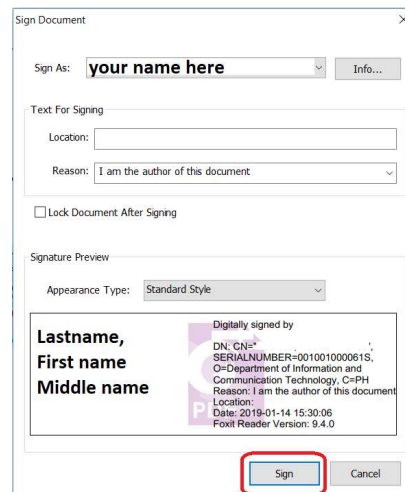 Sign Document
Sign As: your name here Info...
Text For Signing
Location:
Reason: I am the author of this document
Lock Document After Signing
Signature Preview
Appearance Type: Standard Style
Lastname,
First name
Middle name
Digitally signed by
DN: CN=" ',
SERIALNUMBER=001001000061S,
O=Department of Information and
Communication Technology, C=PH
Reason: I am the author of this document
Location:
Date: 2019-01-14 15:30:06
Foxit Reader Version: 9.4.0
Sign Cancel